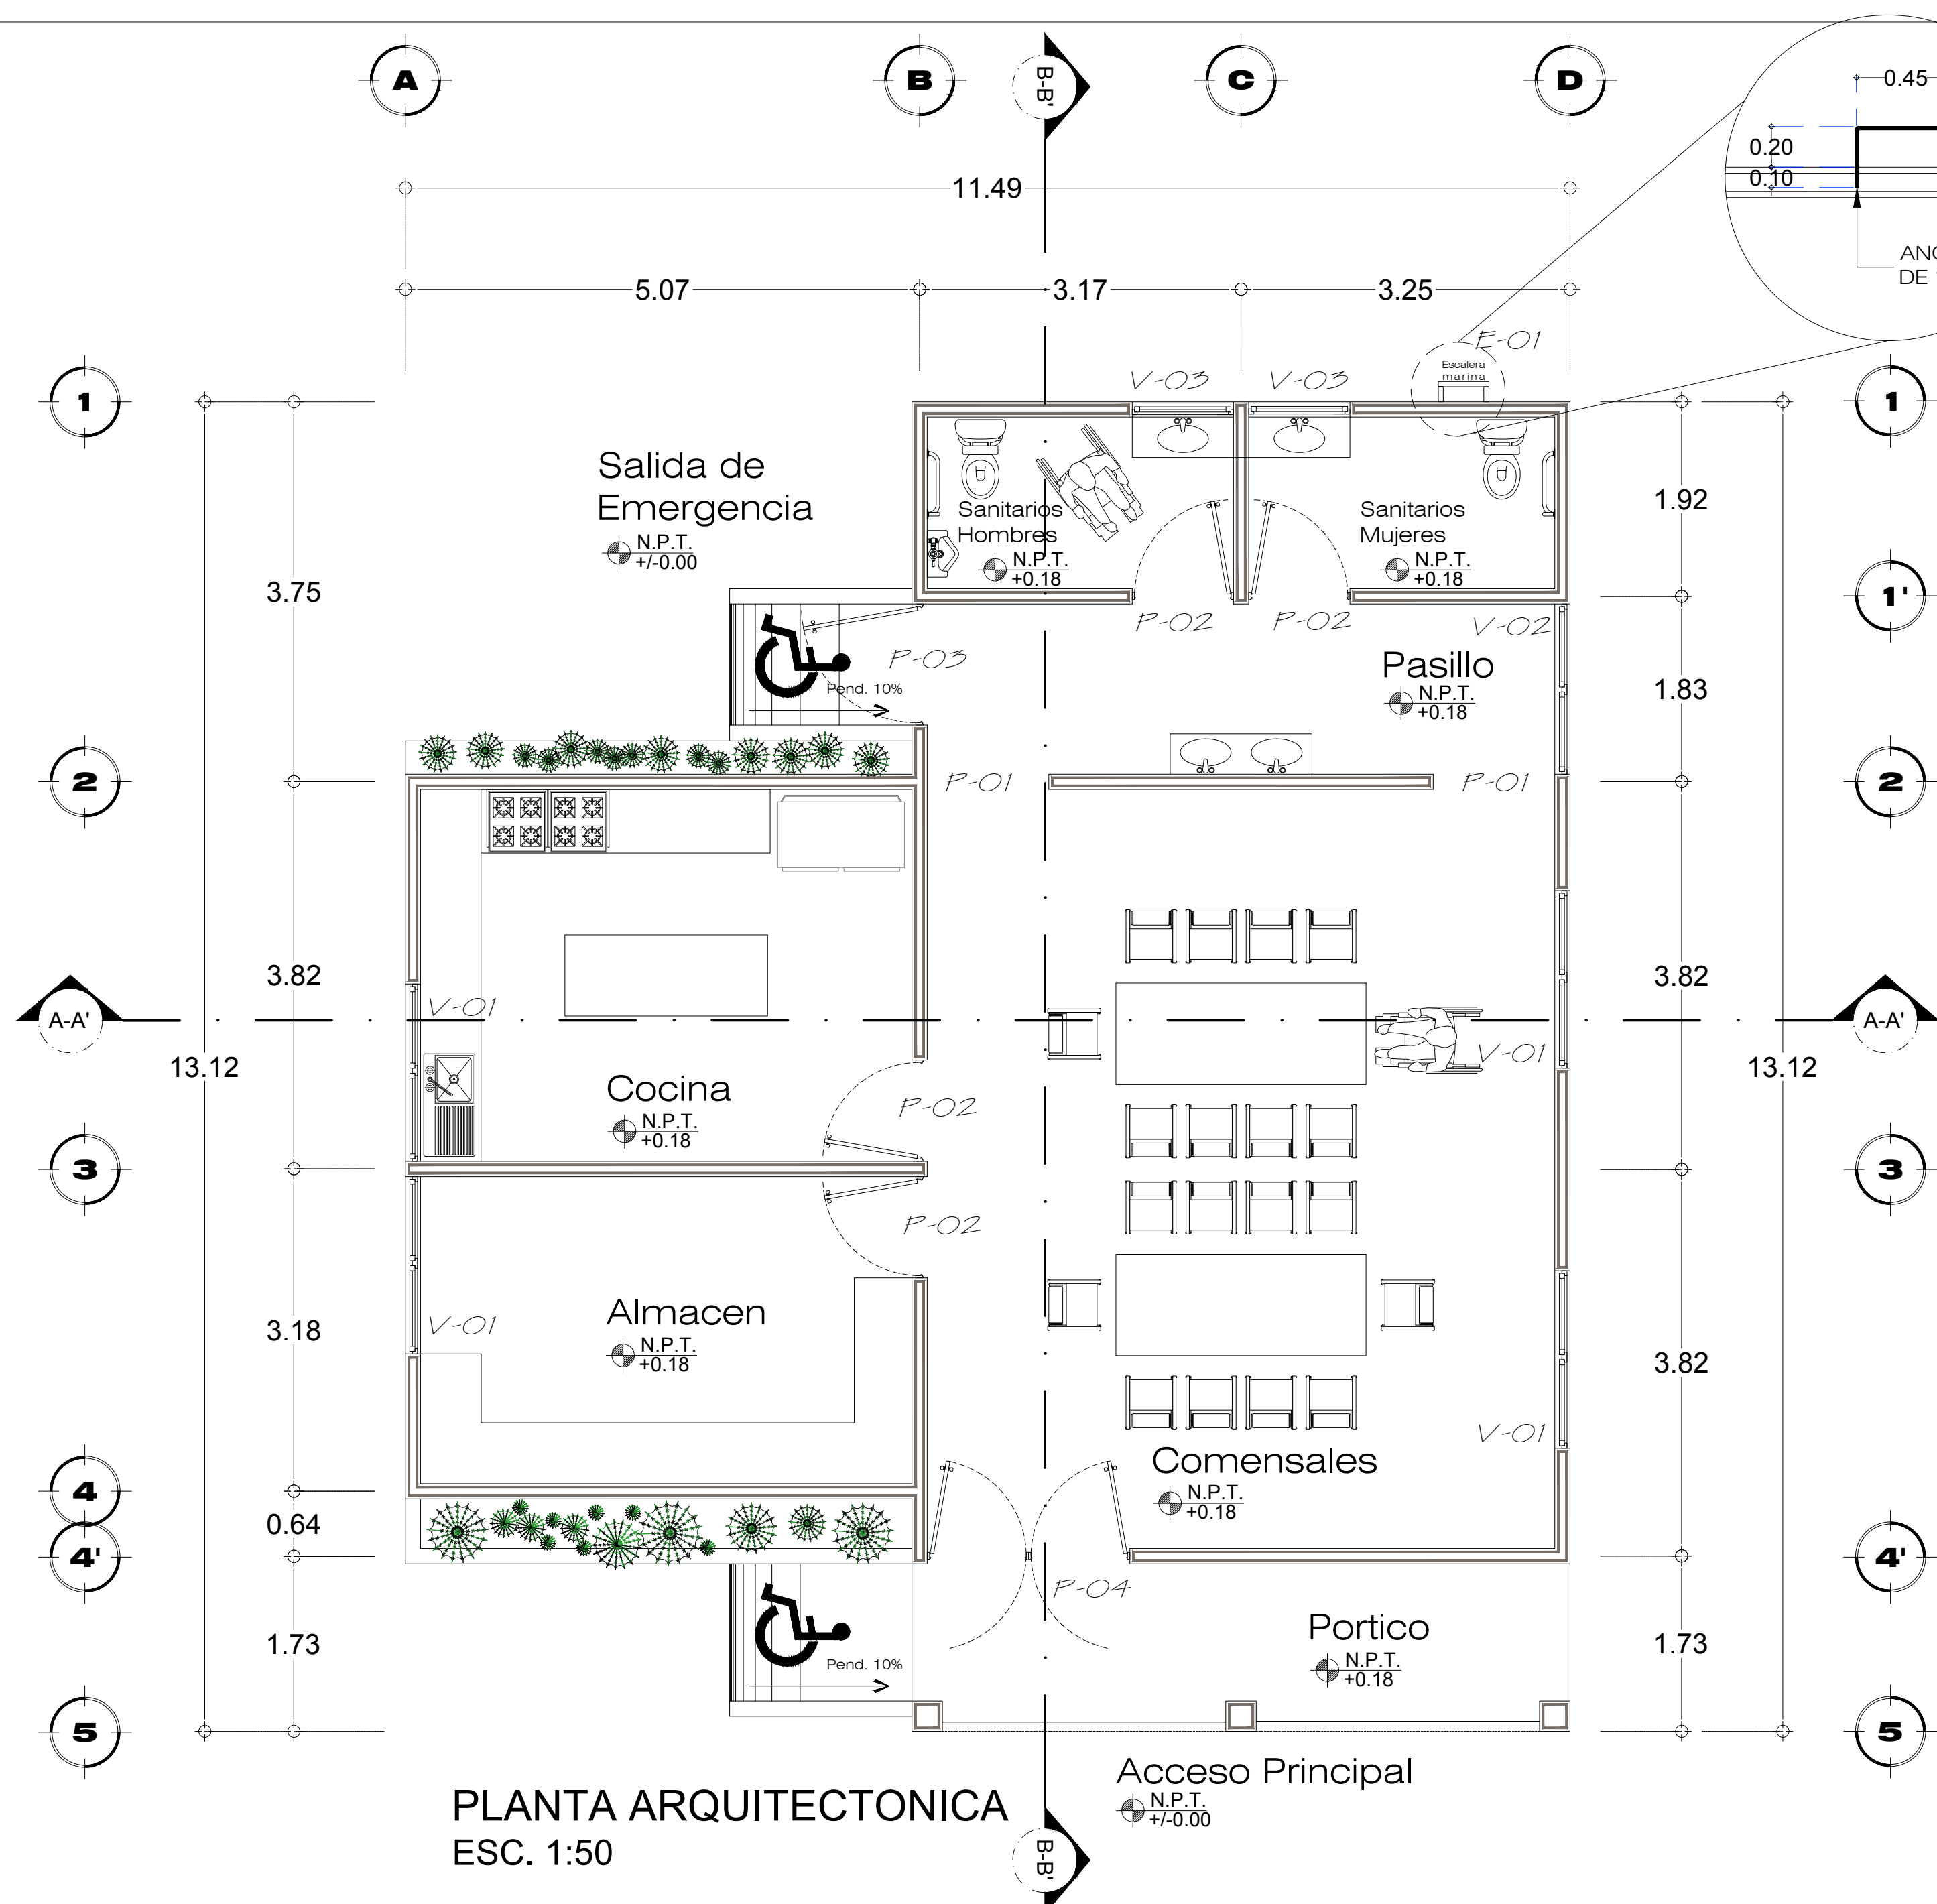 A
B
B-B'
C
D
0.45
0.20
0.10
11.49
5.07
3.17
3.25
DE
E-01
Escalera
marina
V-03
V-03
1
1
Salida de
Emergencia
N.P.T.
+/-0.00
Sanitarios
Hombres
N.P.T.
+0.18
Sanitarios
Mujeres
N.P.T.
+0.18
1.92
3.75
1'
P-02
P-02
V-02
P-03
Pasillo
N.P.T.
+0.18
1.83
Pend. 10%
2
P-01
P-01
2
3.82
3.82
V-01
A-A'
A-A'
13.12
V-01
13.12
Cocina
N.P.T.
+0.18
P-02
3
3
P-02
Almacen
N.P.T.
+0.18
V-01
3.18
3.82
V-01
Comensales
N.P.T.
+0.18
4
0.64
4'
4'
P-04
Portico
N.P.T.
+0.18
1.73
1.73
Pend. 10%
5
5
Acceso Principal
N.P.T.
+/-0.00
PLANTA ARQUITECTONICA
ESC. 1:50
B-B'